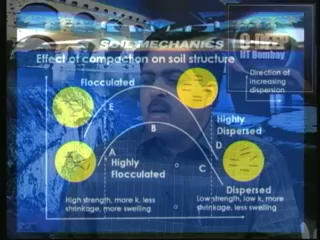 SOIL MECHANICS
IIT Bombay
Effect of compaction on soil structure
Direction of
increasing
dispersion
Flocculated
E
Highly
Dispersed
B
D
A
Highly
Flocculated
C
Dispersed
High strength, more k, less
shrinkage, more swelling
Low strength, low k, more
shrinkage, less swelling